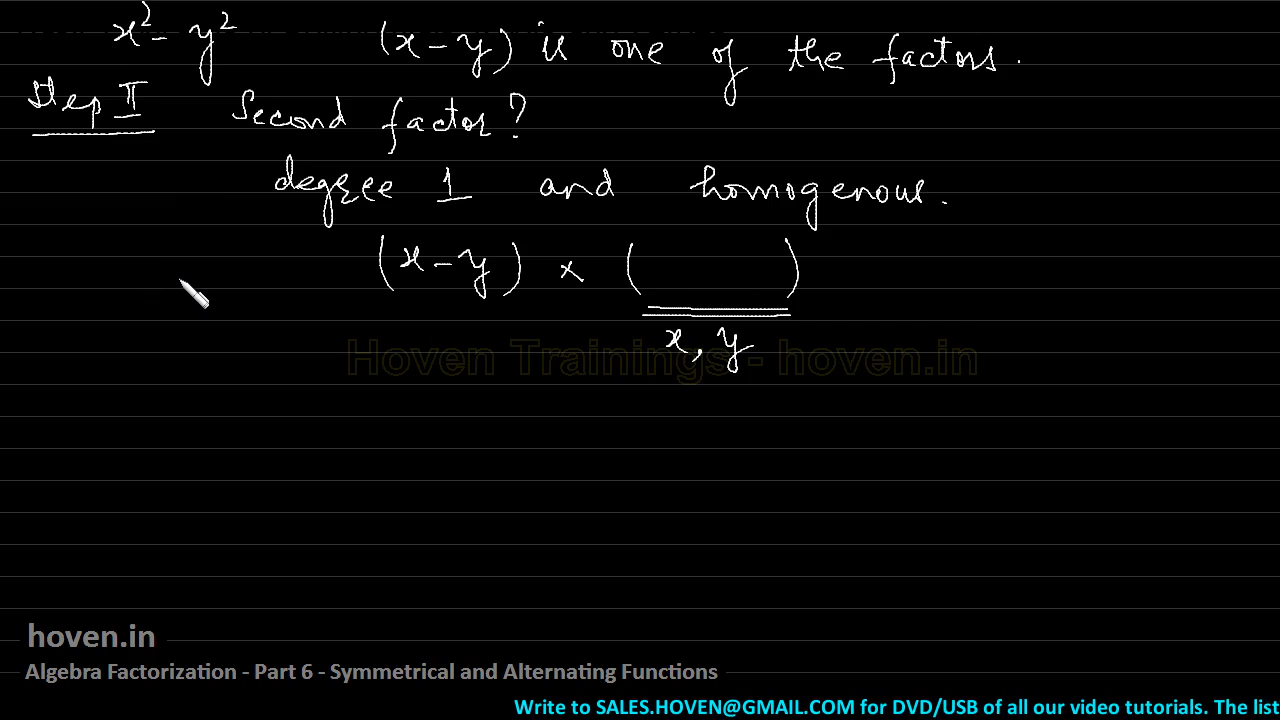 x² - y² (x - y) is one of the factors.
Step II Second factor?
degree 1 and homogenous.
(x - y) × ( )
x, y
Hoven Trainings - hoven.in
hoven.in
Algebra Factorization - Part 6 - Symmetrical and Alternating Functions
Write to SALES.HOVEN@GMAIL.COM for DVD/USB of all our video tutorials. The list